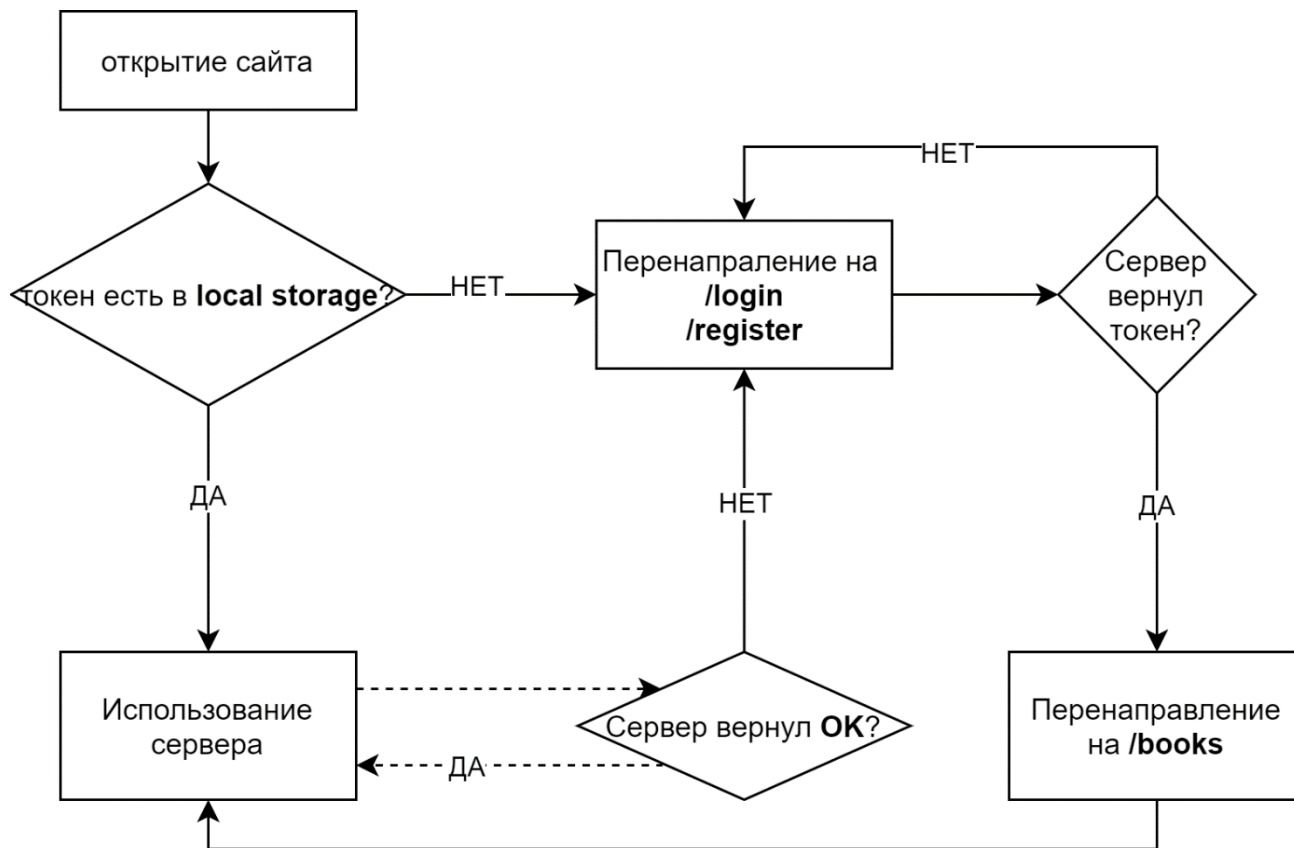 открытие сайта
НЕТ
токен есть в local storage?
НЕТ
Перенапраление на
/login
/register
Сервер
вернул
токен?
ДА
НЕТ
ДА
Использование
сервера
Сервер вернул OK?
ДА
Перенаправление
на /books